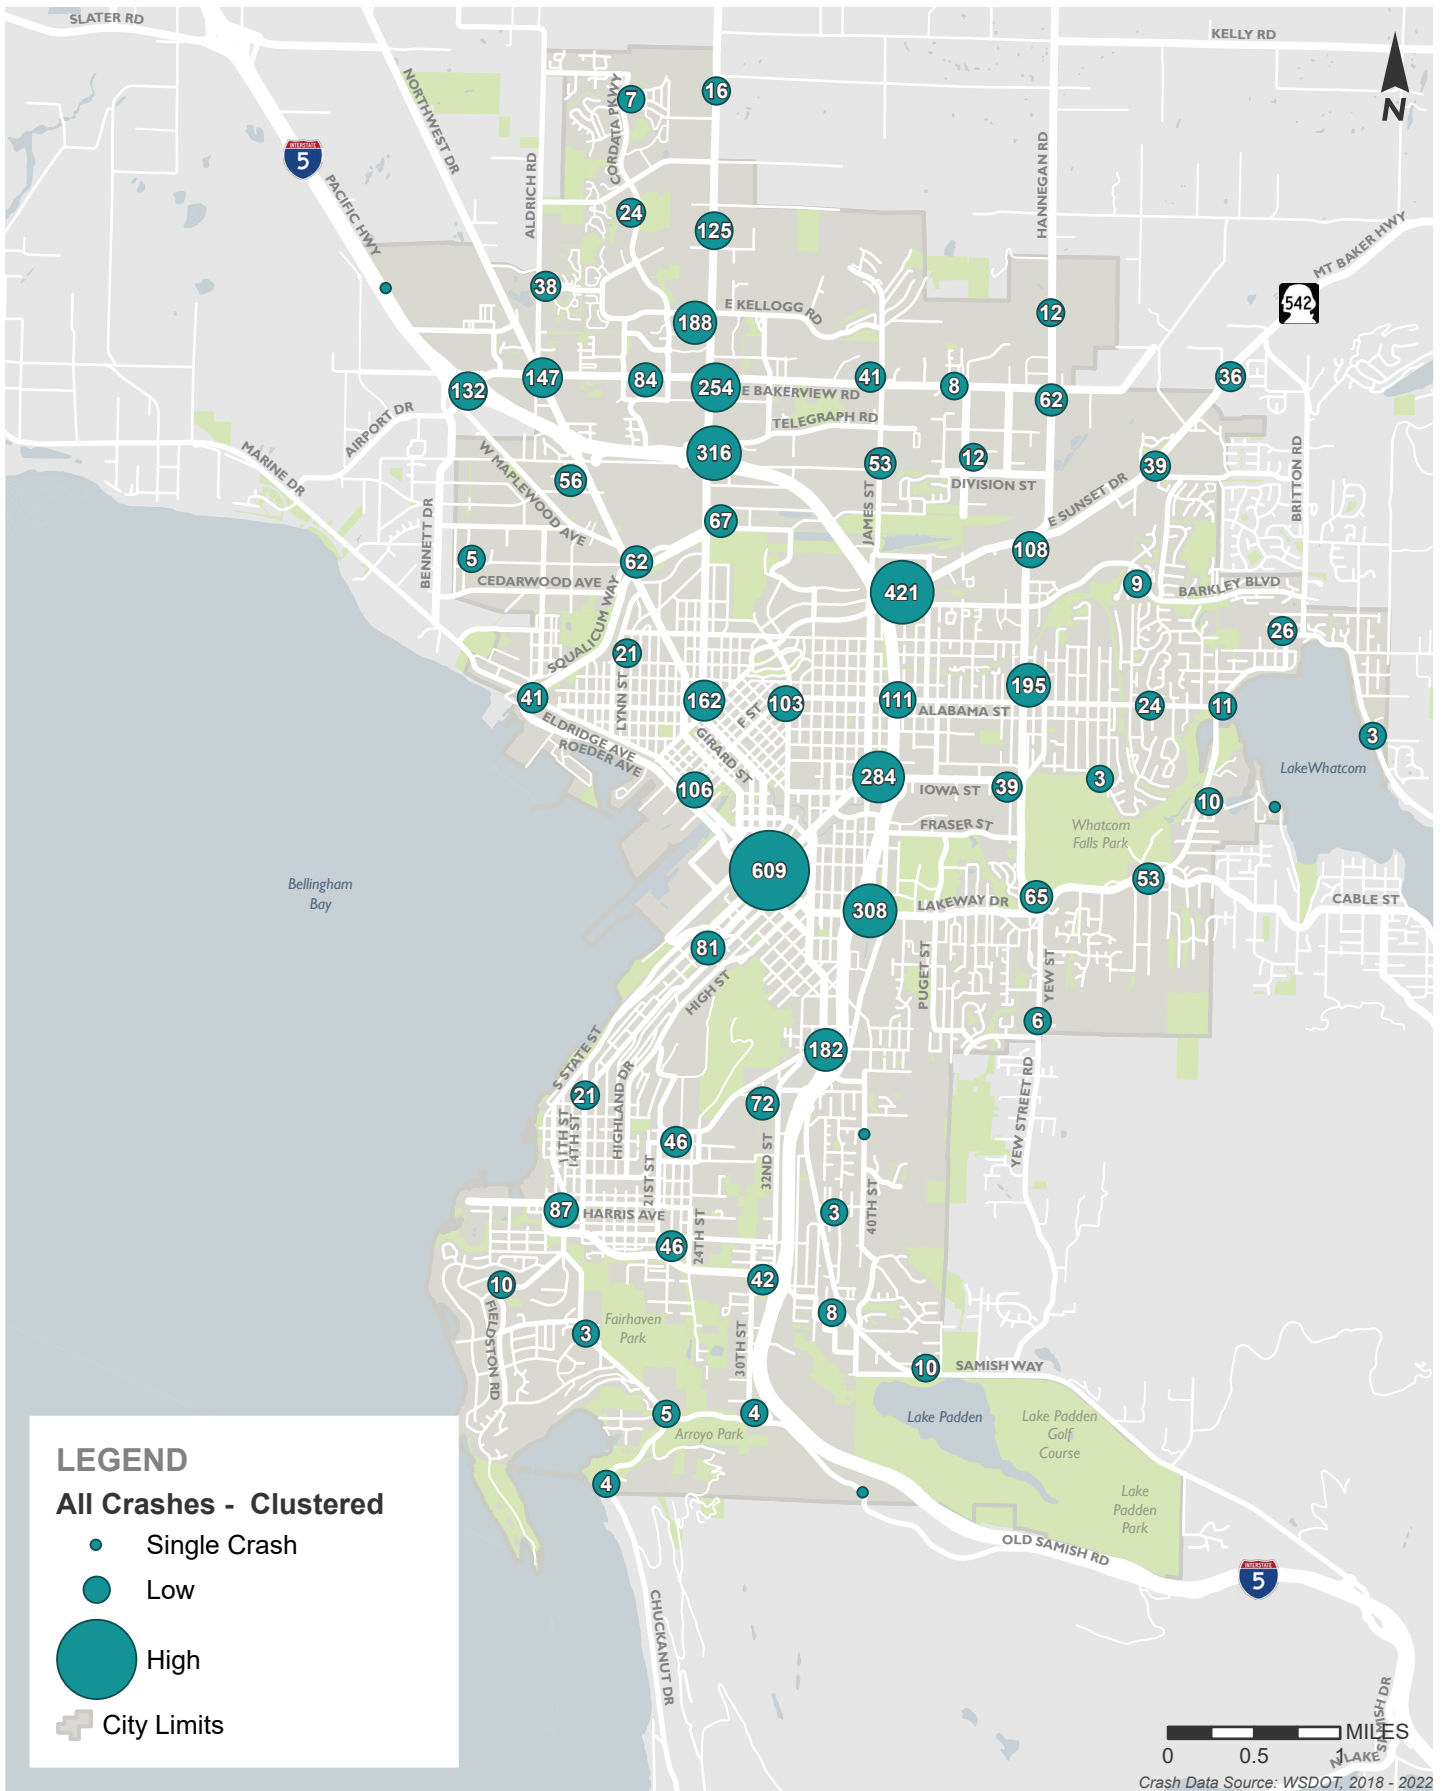 SLATER RD
KELLY RD
N
NORTHWEST DR
CORDATA PKWY
7
16
INTERSTATE
5
PACIFIC HWY
ALDRICH RD
HANNEGAN RD
24
125
MT BAKER HWY
542
38
188
E KELLOGG RD
12
132
147
84
254
E BAKERVIEW RD
41
8
62
36
AIRPORT DR
TELEGRAPH RD
MARINE DR
W MAPLEWOOD AVE
316
53
12
39
56
DIVISION ST
BRITTON RD
BENNETT DR
67
JAMES ST
E SUNSET DR
5
62
108
CEDARWOOD AVE
421
9
BARKLEY BLVD
SQUALICUM WAY
21
26
41
LYNN ST
162
F ST
103
111
ALABAMA ST
195
24
11
ELDRIDGE AVE
ROEDER AVE
GIRARD ST
3
Lake Whatcom
106
284
IOWA ST
39
3
10
FRASER ST
Whatcom
Falls Park
609
Bellingham
Bay
308
LAKEWAY DR
65
53
CABLE ST
81
HIGH ST
PUGET ST
YEW ST
6
S STATE ST
182
21
HIGHLAND DR
72
YEW STREET RD
11TH ST
14TH ST
46
32ND ST
21ST ST
40TH ST
87
HARRIS AVE
3
24TH ST
46
42
10
FIELDSTON RD
3
Fairhaven
Park
8
30TH ST
10
SAMISH WAY
5
4
Arroyo Park
Lake Padden
Lake Padden
Golf
Course
4
Lake
Padden
Park
OLD SAMISH RD
INTERSTATE
5
CHUCKANUT DR
LEGEND
All Crashes - Clustered
Single Crash
Low
High
City Limits
MILES
0
0.5
1
N LAKE SAMISH DR
Crash Data Source: WSDOT, 2018 - 2022